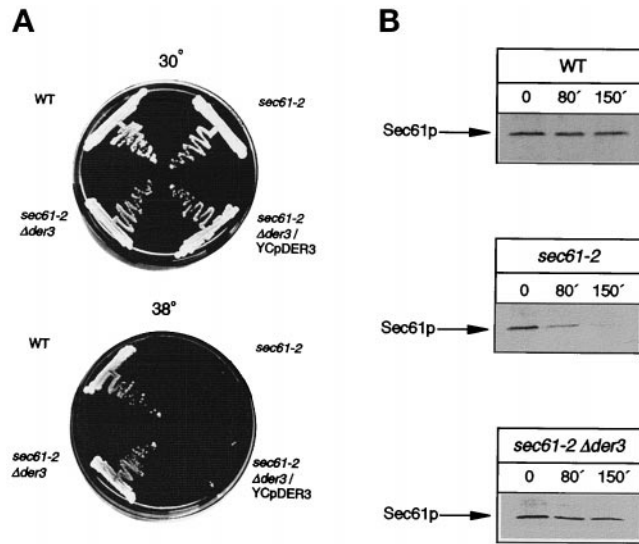 A
30°
WT
sec61-2
sec61-2
Δder3
sec61-2
Δder3/
YCpDER3
38°
WT
sec61-2
sec61-2
Δder3
sec61-2
Δder3/
YCpDER3
B
WT
0 80´ 150´
Sec61p
sec61-2
0 80´ 150´
Sec61p
sec61-2 Δder3
0 80´ 150´
Sec61p